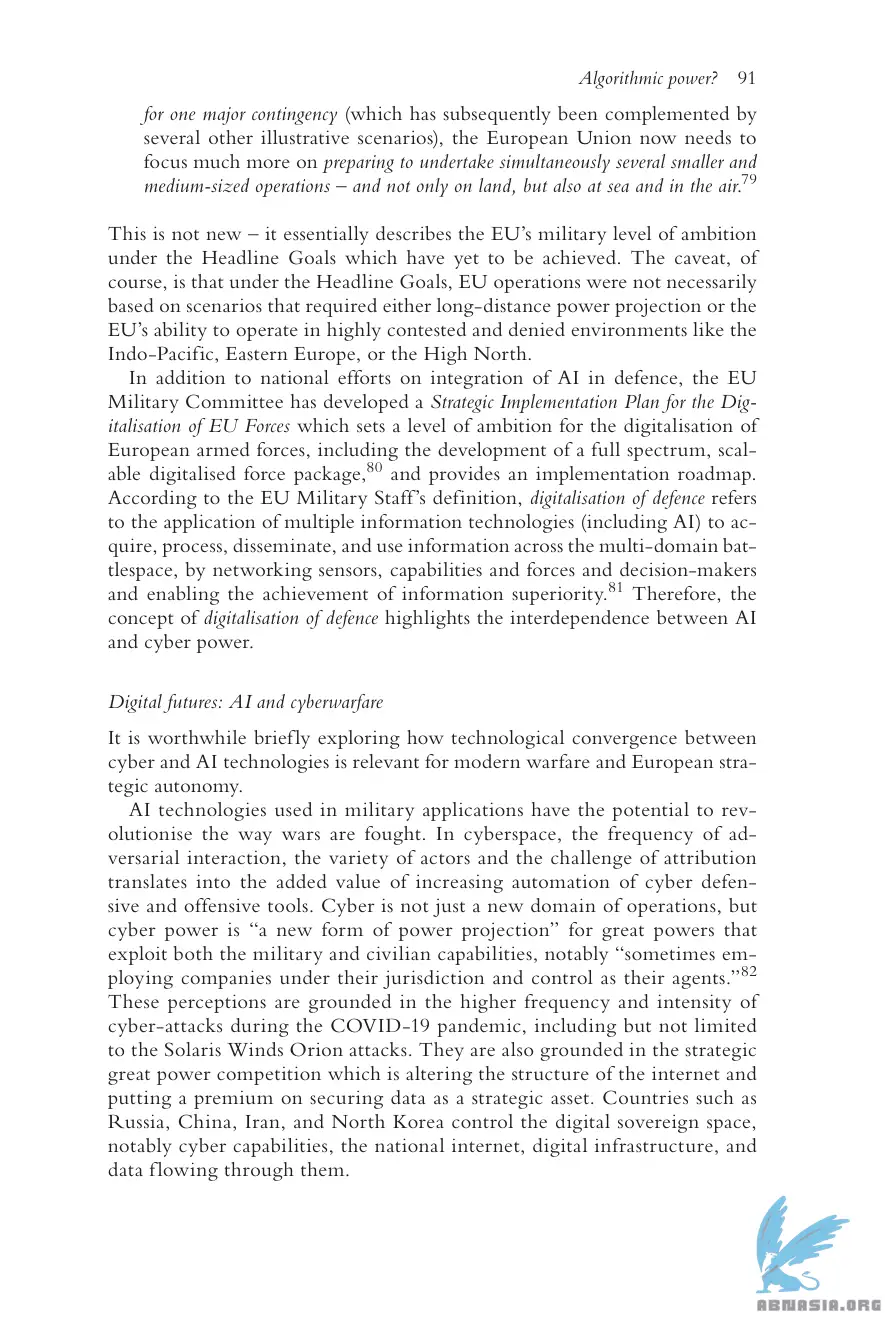 Algorithmic power? 91
for one major contingency (which has subsequently been complemented by
several other illustrative scenarios), the European Union now needs to
focus much more on preparing to undertake simultaneously several smaller and
medium-sized operations – and not only on land, but also at sea and in the air.79
This is not new – it essentially describes the EU’s military level of ambition
under the Headline Goals which have yet to be achieved. The caveat, of
course, is that under the Headline Goals, EU operations were not necessarily
based on scenarios that required either long-distance power projection or the
EU’s ability to operate in highly contested and denied environments like the
Indo-Pacific, Eastern Europe, or the High North.
In addition to national efforts on integration of AI in defence, the EU
Military Committee has developed a Strategic Implementation Plan for the Dig-
italisation of EU Forces which sets a level of ambition for the digitalisation of
European armed forces, including the development of a full spectrum, scal-
able digitalised force package,80 and provides an implementation roadmap.
According to the EU Military Staff’s definition, digitalisation of defence refers
to the application of multiple information technologies (including AI) to ac-
quire, process, disseminate, and use information across the multi-domain bat-
tlespace, by networking sensors, capabilities and forces and decision-makers
and enabling the achievement of information superiority.81 Therefore, the
concept of digitalisation of defence highlights the interdependence between AI
and cyber power.
Digital futures: AI and cyberwarfare
It is worthwhile briefly exploring how technological convergence between
cyber and AI technologies is relevant for modern warfare and European stra-
tegic autonomy.
AI technologies used in military applications have the potential to rev-
olutionise the way wars are fought. In cyberspace, the frequency of ad-
versarial interaction, the variety of actors and the challenge of attribution
translates into the added value of increasing automation of cyber defen-
sive and offensive tools. Cyber is not just a new domain of operations, but
cyber power is “a new form of power projection” for great powers that
exploit both the military and civilian capabilities, notably “sometimes em-
ploying companies under their jurisdiction and control as their agents.”82
These perceptions are grounded in the higher frequency and intensity of
cyber-attacks during the COVID-19 pandemic, including but not limited
to the Solaris Winds Orion attacks. They are also grounded in the strategic
great power competition which is altering the structure of the internet and
putting a premium on securing data as a strategic asset. Countries such as
Russia, China, Iran, and North Korea control the digital sovereign space,
notably cyber capabilities, the national internet, digital infrastructure, and
data flowing through them.
ABNASIA.ORG